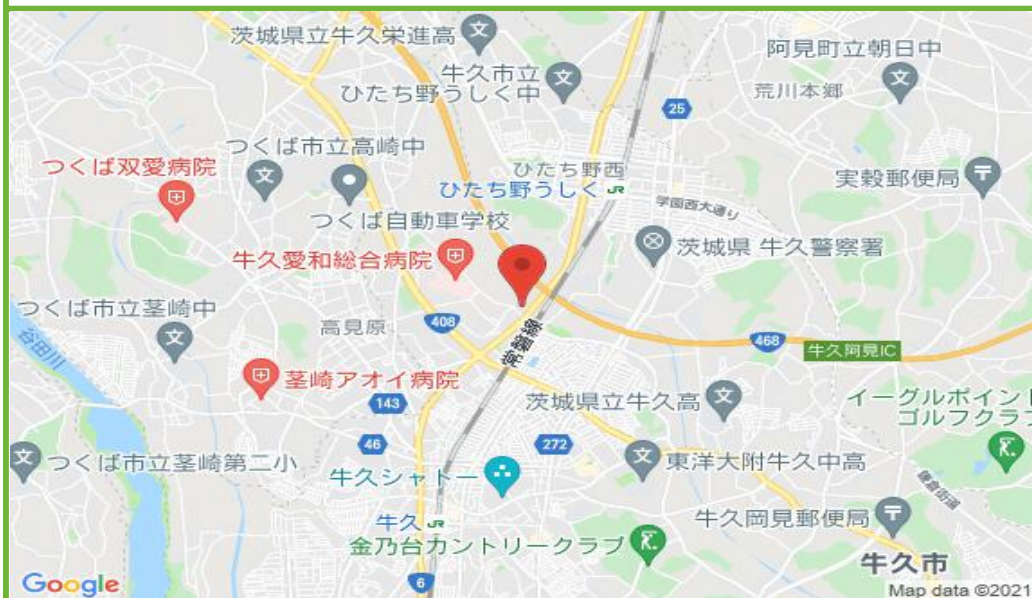 茨城県立牛久栄進高
牛久市立
ひたち野うしく中
阿見町立朝日中
荒川本郷
25
つくば双愛病院
つくば市立高崎中
ひたち野西
ひたち野うしく JR
実穀郵便局
学園西大通り
つくば自動車学校
茨城県 牛久警察署
牛久愛和総合病院
つくば市立茎崎中
高見原
408
常磐線
468
牛久阿見IC
谷田川
茎崎アオイ病院
143
茨城県立牛久高
イーグルポイント
ゴルフクラブ
46
272
つくば市立茎崎第二小
牛久シャトー
東洋大附牛久中高
鎌倉街道
牛久 JR
牛久岡見郵便局
金乃台カントリークラブ
牛久市
6
Google
Map data ©2021